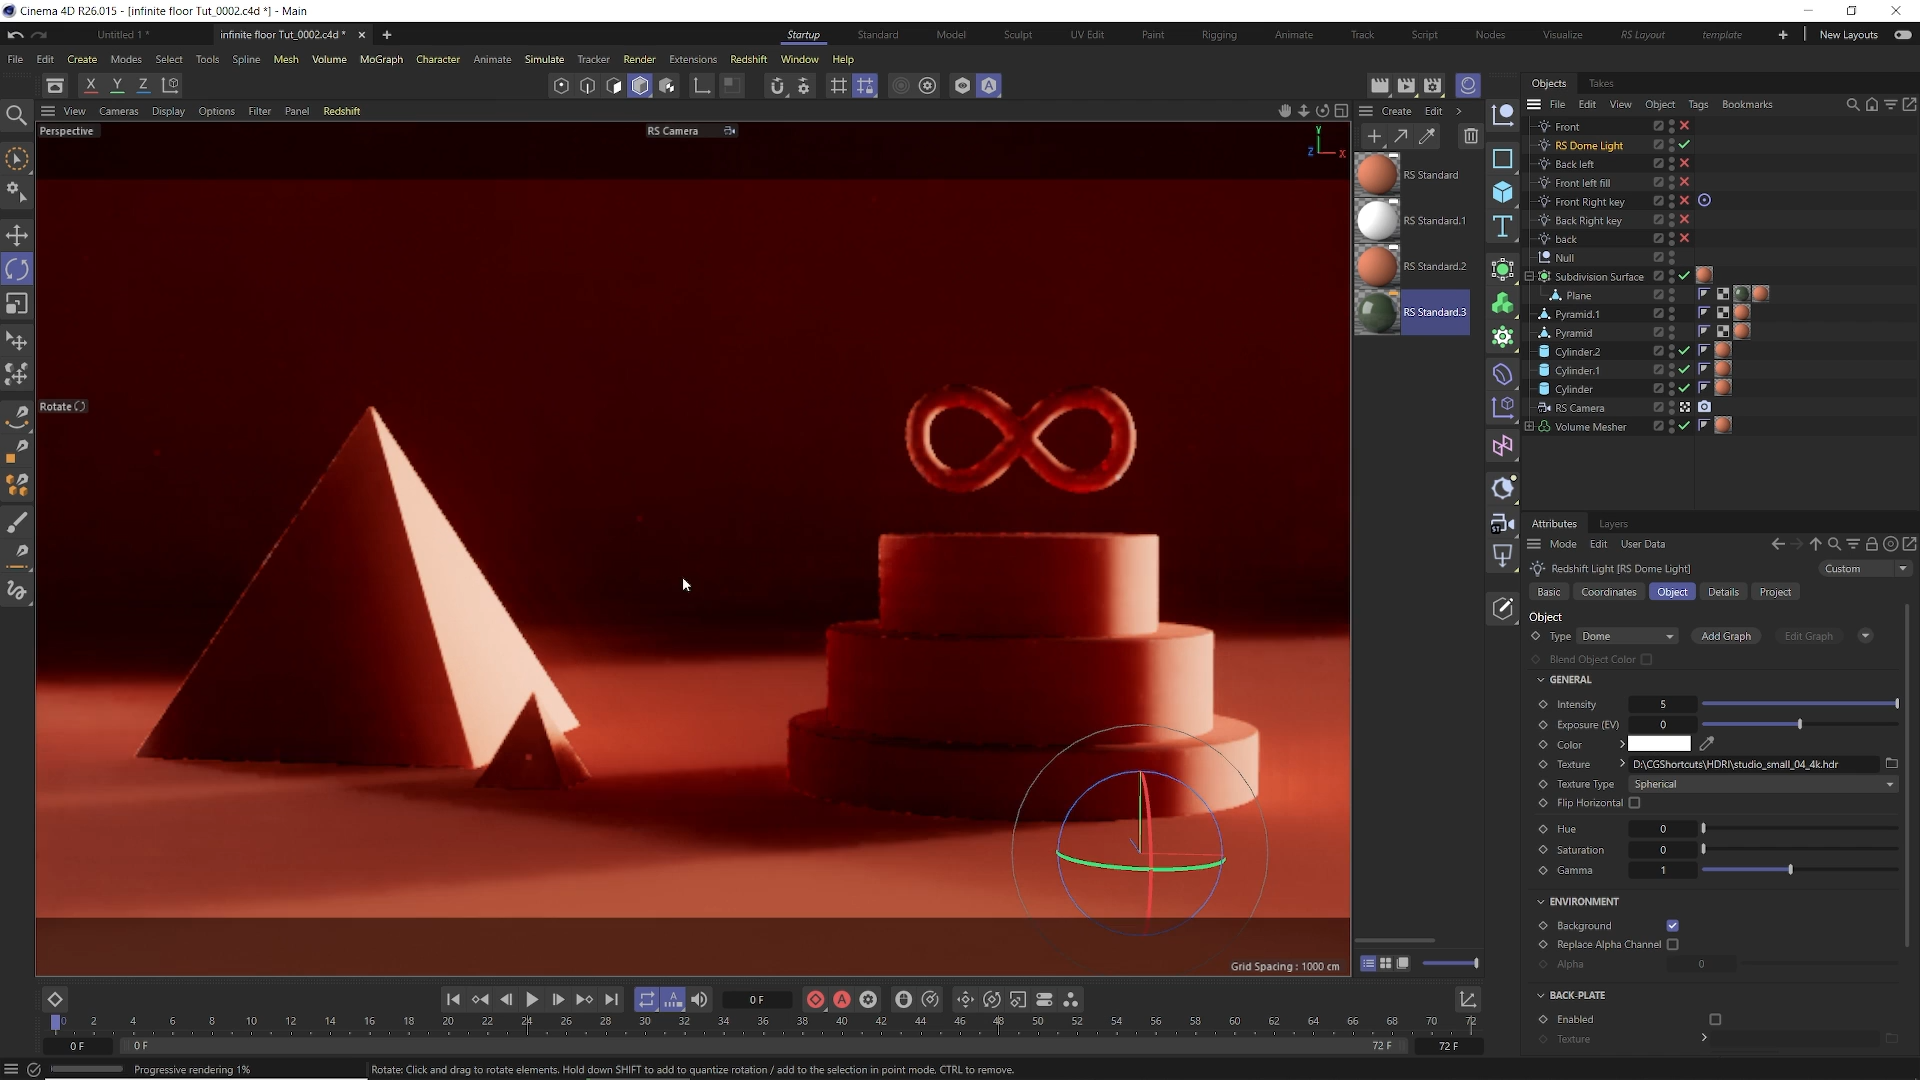 Cinema 4D R26.015 - [infinite floor Tut_0002.c4d *] - Main
Untitled 1 *
infinite floor Tut_0002.c4d *
Startup Standard Model Sculpt UV Edit Paint Rigging Animate Track Script Nodes Visualize RS Layout template New Layouts
File Edit Create Modes Select Tools Spline Mesh Volume MoGraph Character Animate Simulate Tracker Render Extensions Redshift Window Help
X Y Z
View Cameras Display Options Filter Panel Redshift
Perspective
RS Camera
Y
Z X
Rotate
Grid Spacing : 1000 cm
Create Edit >
RS Standard
RS Standard.1
RS Standard.2
RS Standard.3
Objects Takes
File Edit View Object Tags Bookmarks
Front
RS Dome Light
Back left
Front left fill
Front Right key
Back Right key
back
Null
Subdivision Surface
Plane
Pyramid.1
Pyramid
Cylinder.2
Cylinder.1
Cylinder
RS Camera
Volume Mesher
Attributes Layers
Mode Edit User Data
Redshift Light [RS Dome Light]
Custom
Basic Coordinates Object Details Project
Object
Type Dome Add Graph Edit Graph
Blend Object Color
GENERAL
Intensity 5
Exposure (EV) 0
Color
Texture D:\CGShortcuts\HDRI\studio_small_04_4k.hdr
Texture Type Spherical
Flip Horizontal
Hue 0
Saturation 0
Gamma 1
ENVIRONMENT
Background
Replace Alpha Channel
Alpha 0
BACK-PLATE
Enabled
Texture
0 F
0 2 4 6 8 10 12 14 16 18 20 22 24 26 28 30 32 34 36 38 40 42 44 46 48 50 52 54 56 58 60 62 64 66 68 70 72
0 F 0 F 72 F 72 F
Progressive rendering 1%
Rotate: Click and drag to rotate elements. Hold down SHIFT to add to quantize rotation / add to the selection in point mode. CTRL to remove.